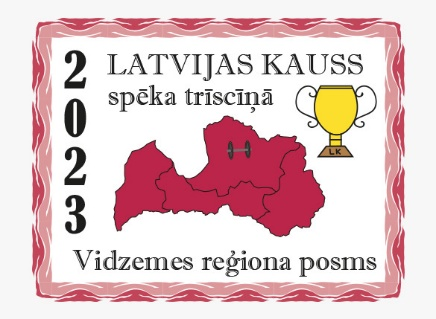 2023
LATVIJAS KAUSS
spēka trīscīņā
LK
Vidzemes reģiona posms